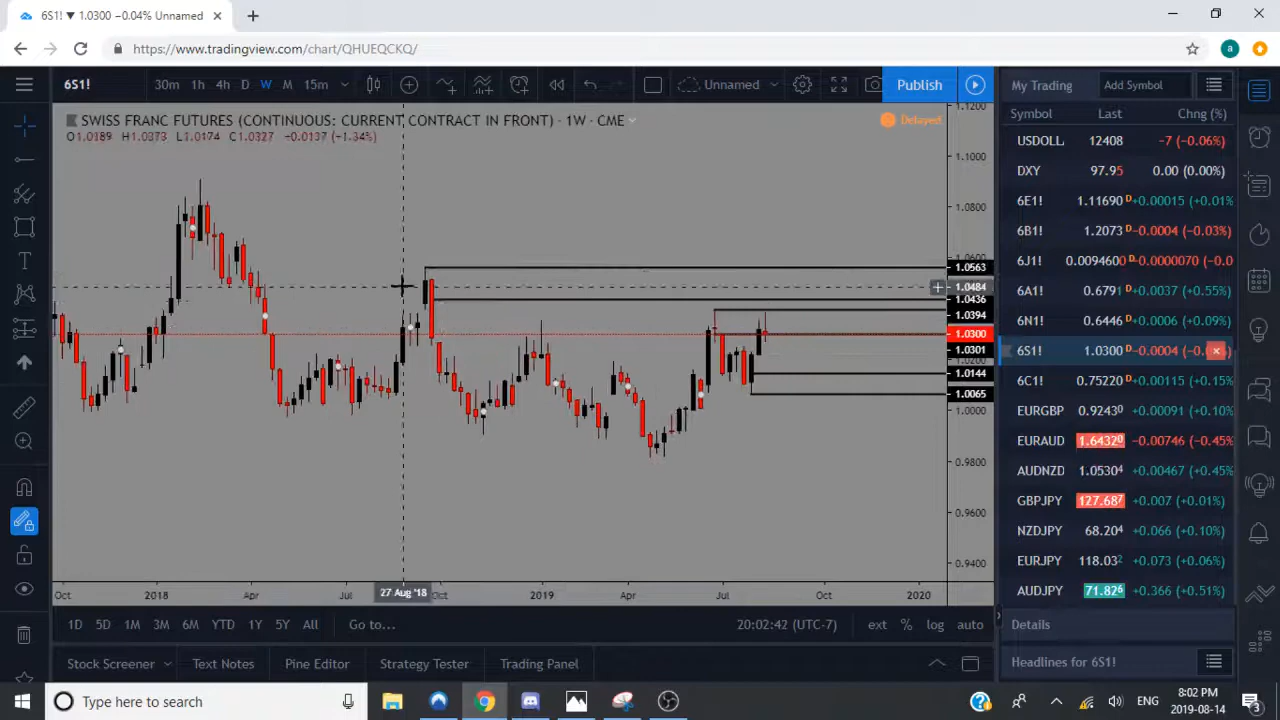 6S1! ▼ 1.0300 −0.04% Unnamed
https://www.tradingview.com/chart/QHUEQCKQ/
a
6S1! 30m 1h 4h D W M 15m Unnamed Publish
My Trading Add Symbol
SWISS FRANC FUTURES (CONTINUOUS: CURRENT CONTRACT IN FRONT) · 1W · CME
Delayed
O1.0189 H1.0373 L1.0174 C1.0327 −0.0137 (−1.34%)
Symbol Last Chng (%)
USDOLL 12408 −7 (−0.06%)
DXY 97.95 0.00 (0.00%)
6E1! 1.11690 D +0.00015 (+0.01%
6B1! 1.2073 D −0.0004 (−0.03%)
6J1! 0.009460 D −0.0000070 (−0.0
6A1! 0.6791 D +0.0037 (+0.55%)
6N1! 0.6446 D +0.0006 (+0.09%)
6S1! 1.0300 D −0.0004 (−0.
6C1! 0.75220 D +0.00115 (+0.15%
EURGBP 0.92430 +0.00091 (+0.10%)
EURAUD 1.64320 −0.00746 (−0.45%
AUDNZD 1.05304 +0.00467 (+0.45%
GBPJPY 127.687 +0.007 (+0.01%)
NZDJPY 68.204 +0.066 (+0.10%)
EURJPY 118.032 +0.073 (+0.06%)
AUDJPY 71.826 +0.366 (+0.51%)
Details
Headlines for 6S1!
1.1200
1.1000
1.0800
1.0600
1.0563
1.0484
1.0436
1.0394
1.0300
1.0301
1.0200
1.0144
1.0065
1.0000
0.9800
0.9600
0.9400
Oct 2018 Apr Jul 27 Aug '18 Oct 2019 Apr Jul Oct 2020
1D 5D 1M 3M 6M YTD 1Y 5Y All Go to... 20:02:42 (UTC-7) ext % log auto
Stock Screener Text Notes Pine Editor Strategy Tester Trading Panel
Type here to search
ENG
8:02 PM
2019-08-14
3